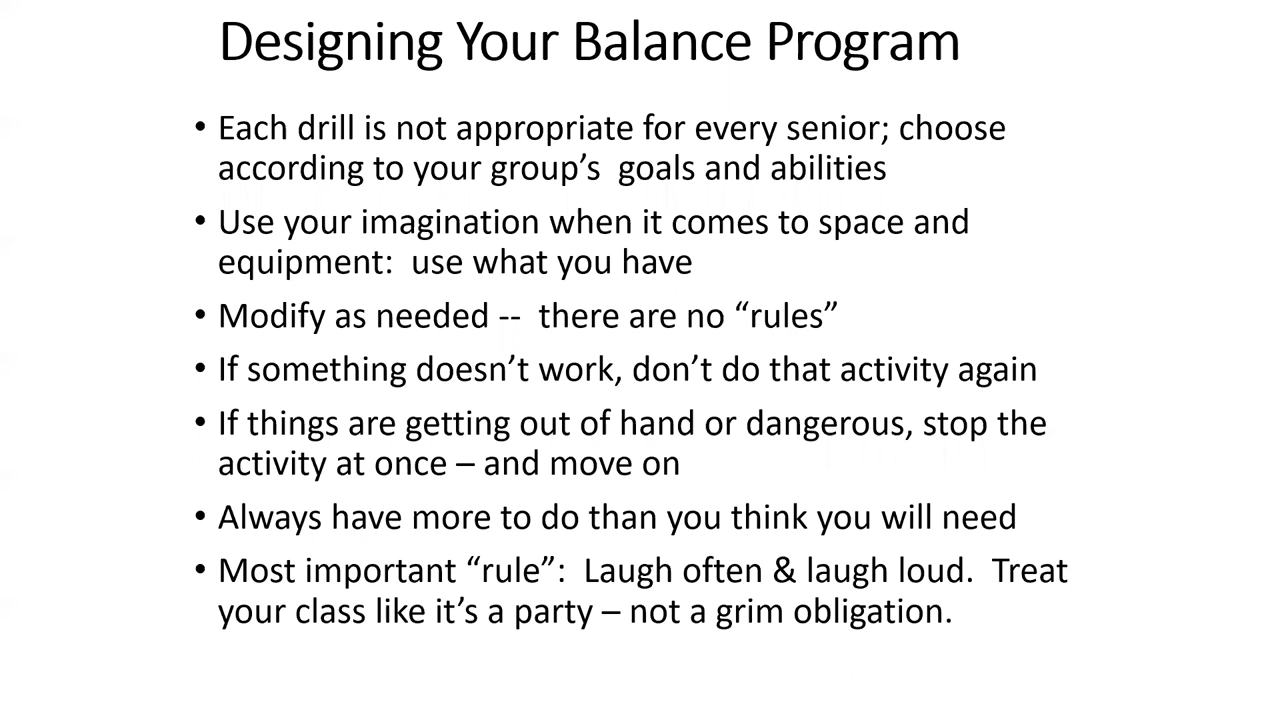 Designing Your Balance Program
• Each drill is not appropriate for every senior; choose
according to your group’s  goals and abilities
• Use your imagination when it comes to space and
equipment:  use what you have
• Modify as needed --  there are no “rules”
• If something doesn’t work, don’t do that activity again
• If things are getting out of hand or dangerous, stop the
activity at once – and move on
• Always have more to do than you think you will need
• Most important “rule”:  Laugh often & laugh loud.  Treat
your class like it’s a party – not a grim obligation.